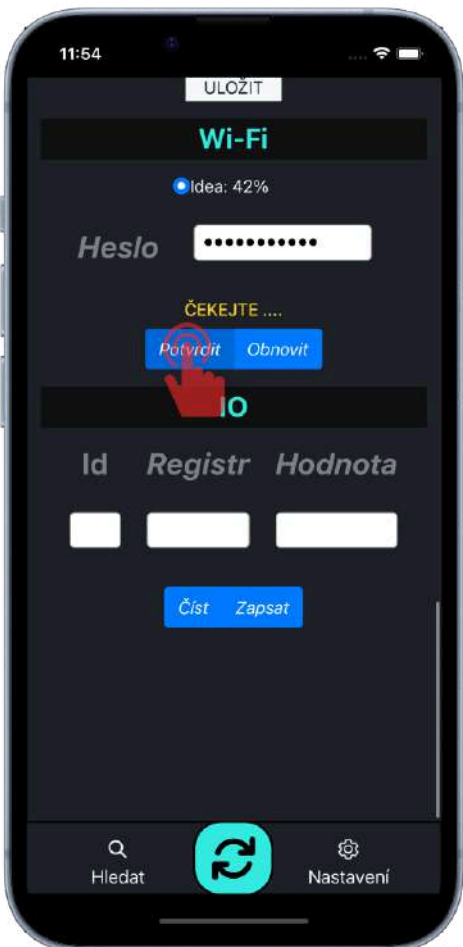 11:54
ULOŽIT
Wi-Fi
Idea: 42%
Heslo
ČEKEJTE ....
Potvrdit Obnovit
IO
Id Registr Hodnota
Číst Zapsat
Hledat Nastavení